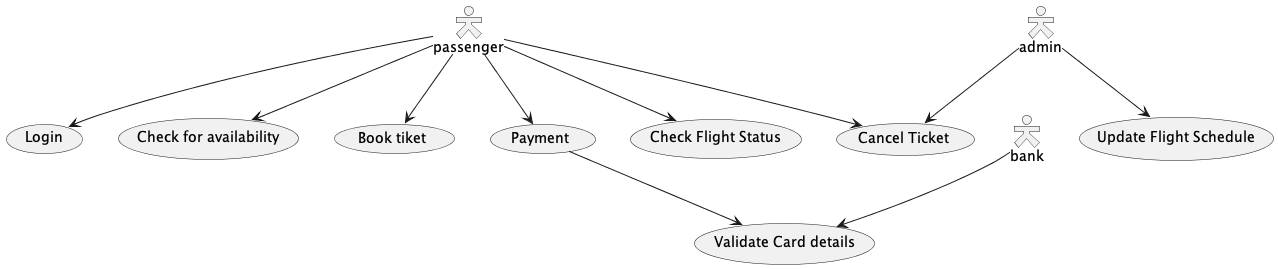 passenger
admin
Login
Check for availability
Book tiket
Payment
Check Flight Status
Cancel Ticket
bank
Update Flight Schedule
Validate Card details